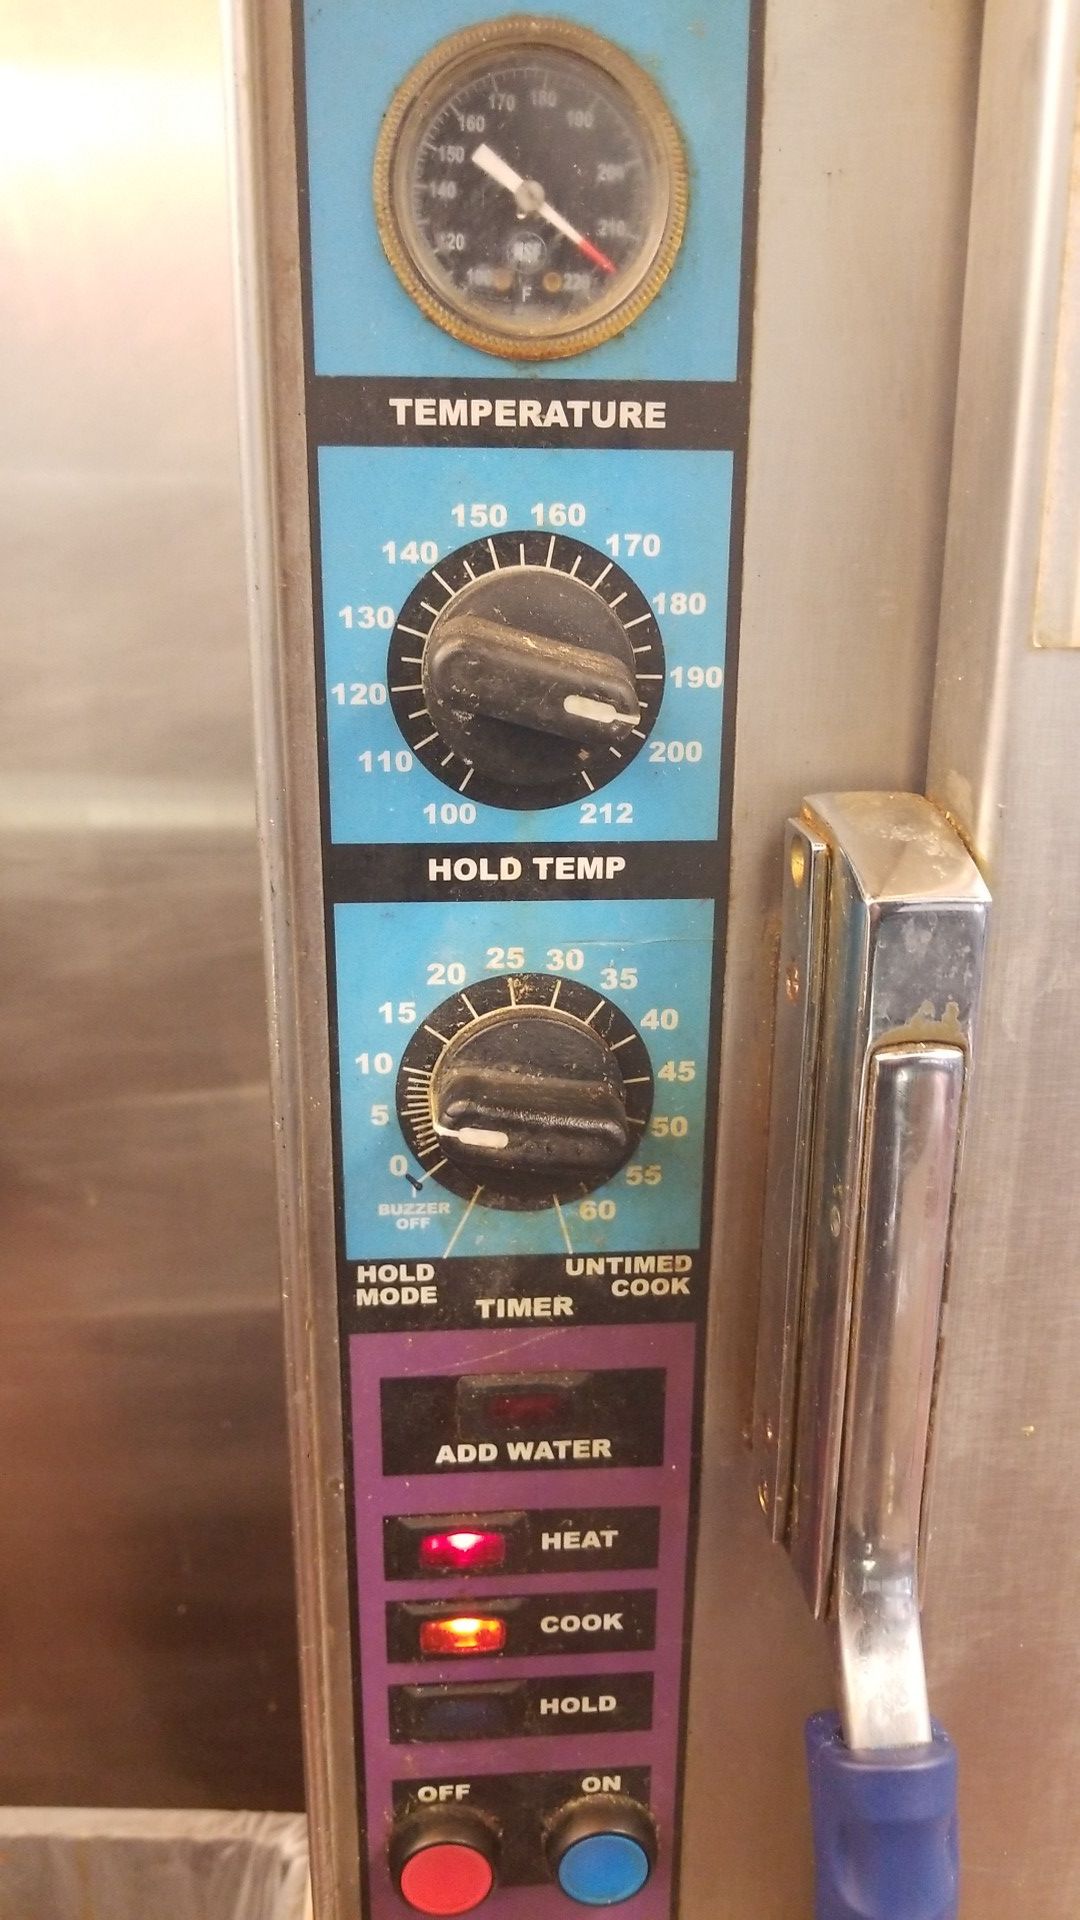 170 180
160 190
150 200
140
120 210
NSF
220
F
TEMPERATURE
150 160
140 170
130 180
120 190
110 200
100 212
HOLD TEMP
25 30
20 35
15 40
10 45
5 50
0 55
BUZZER 60
OFF
HOLD UNTIMED
MODE COOK
TIMER
ADD WATER
HEAT
COOK
HOLD
OFF ON